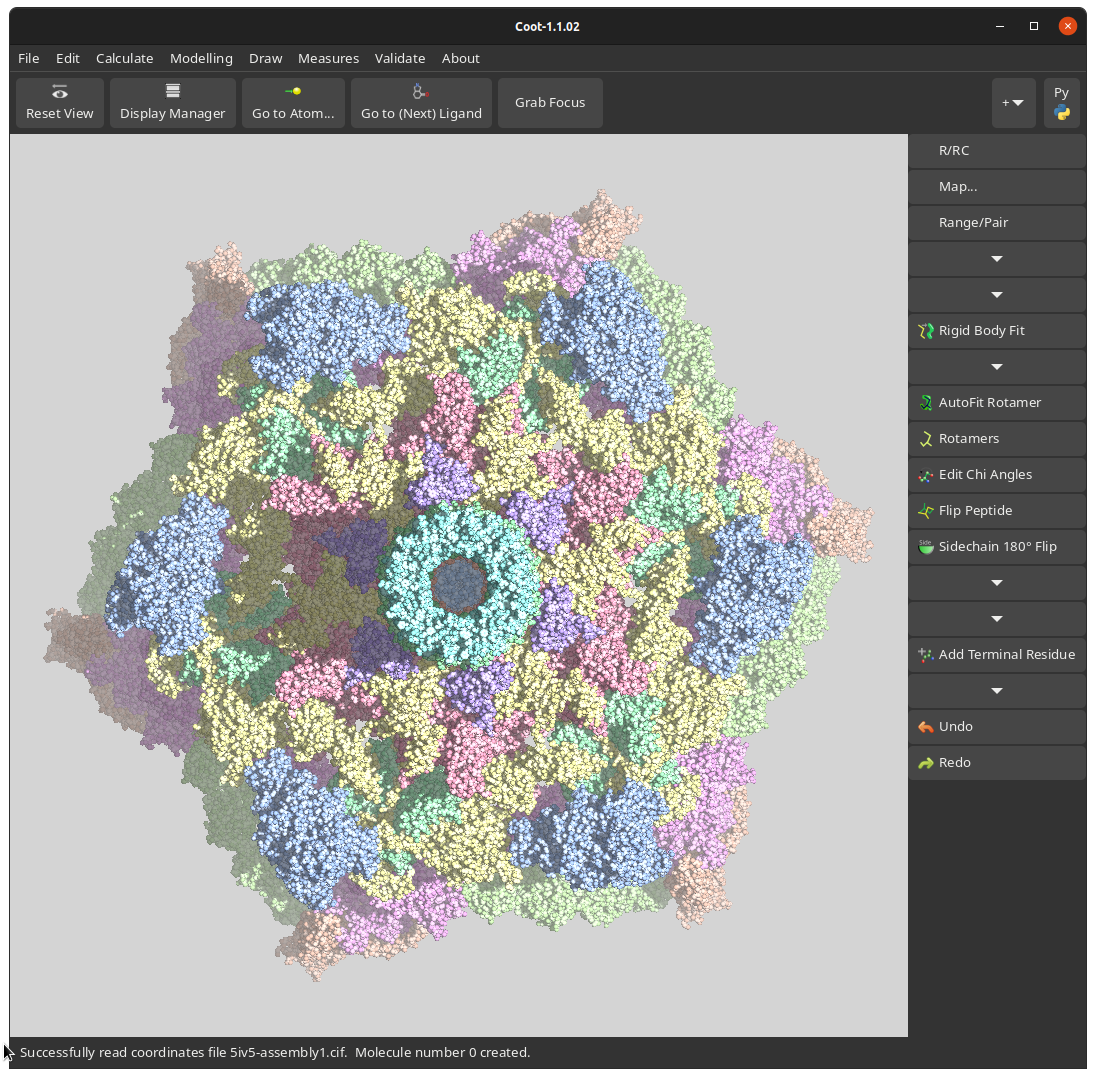 Coot-1.1.02
File Edit Calculate Modelling Draw Measures Validate About
Reset View Display Manager Go to Atom... Go to (Next) Ligand Grab Focus + Py
R/RC
Map...
Range/Pair
Rigid Body Fit
AutoFit Rotamer
Rotamers
Edit Chi Angles
Flip Peptide
Side Sidechain 180° Flip
Add Terminal Residue
Undo
Redo
Successfully read coordinates file 5iv5-assembly1.cif. Molecule number 0 created.